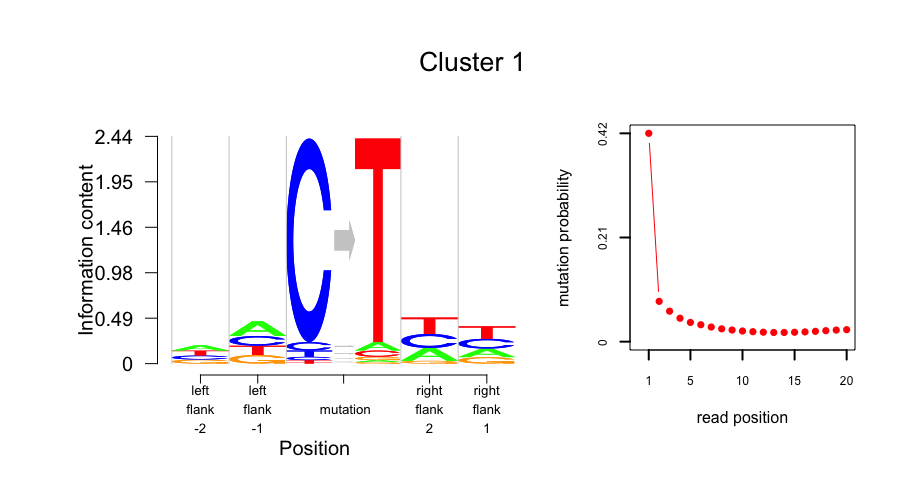 Cluster 1
Information content
2.44
1.95
1.46
0.98
0.49
0
C
T
left
flank
-2
left
flank
-1
mutation
right
flank
2
right
flank
1
Position
mutation probability
0.42
0.21
0
1
5
10
15
20
read position